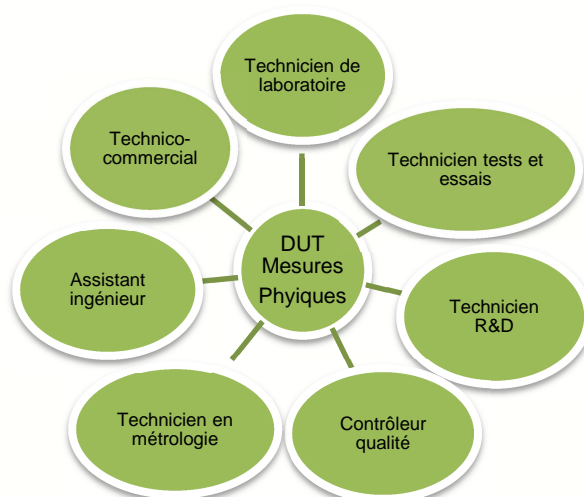 Technicien de
laboratoire
Technicien tests et
essais
Technicien
R&D
Contrôleur
qualité
Technicien en
métrologie
Assistant
ingénieur
Technico-
commercial
DUT
Mesures
Phyiques